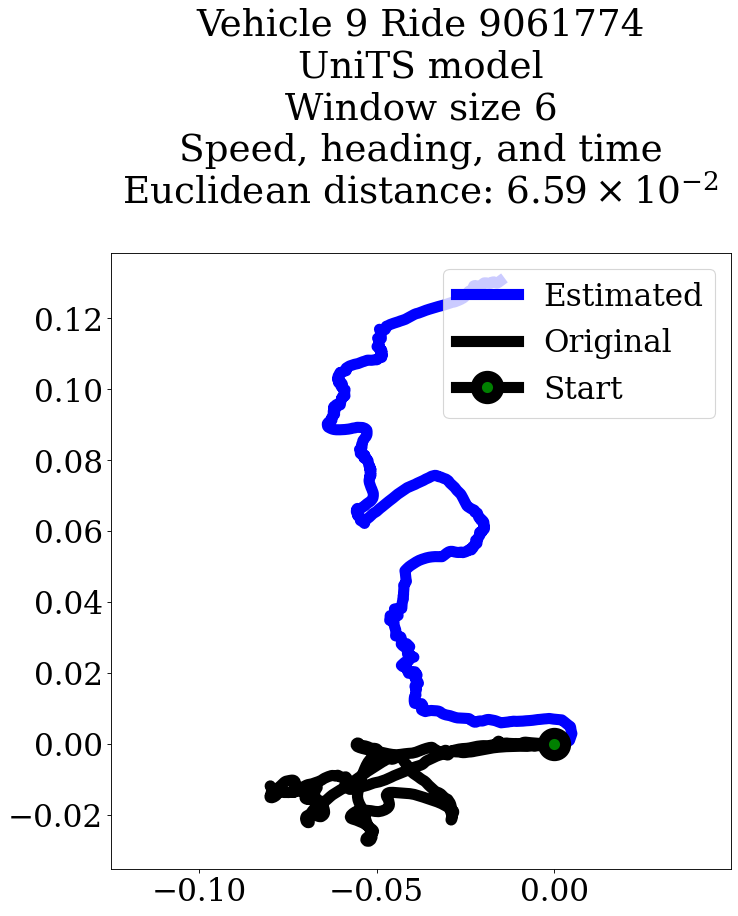 Vehicle 9 Ride 9061774
UniTS model
Window size 6
Speed, heading, and time
Euclidean distance: 6.59 × 10⁻²
Estimated
Original
Start
0.12
0.10
0.08
0.06
0.04
0.02
0.00
−0.02
−0.10 −0.05 0.00